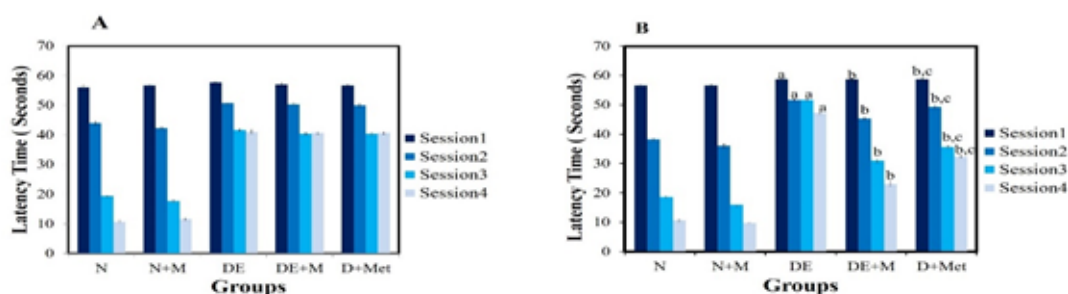 A
Latency Time ( Seconds)
70
60
50
40
30
20
10
0
N N+M DE DE+M D+Met
Groups
Session1
Session2
Session3
Session4
B
Latency Time ( Seconds)
70
60
50
40
30
20
10
0
a
a a
a
b
b
b
b
b,c
b,c
b,c
b,c
N N+M DE DE+M D+Met
Groups
Session1
Session2
Session3
Session4